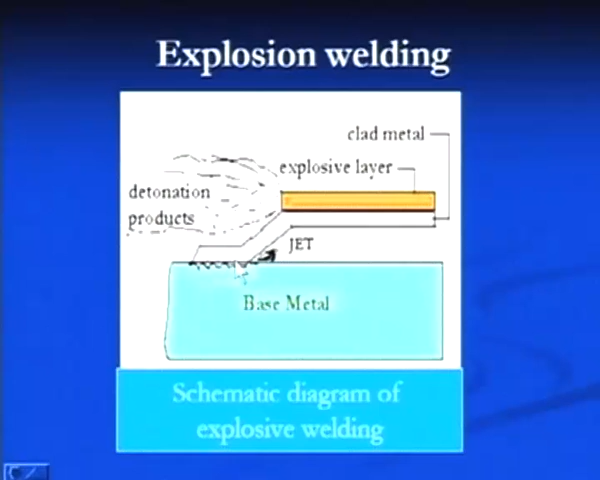 Explosion welding
clad metal
explosive layer
detonation
products
JET
Base Metal
Schematic diagram of
explosive welding